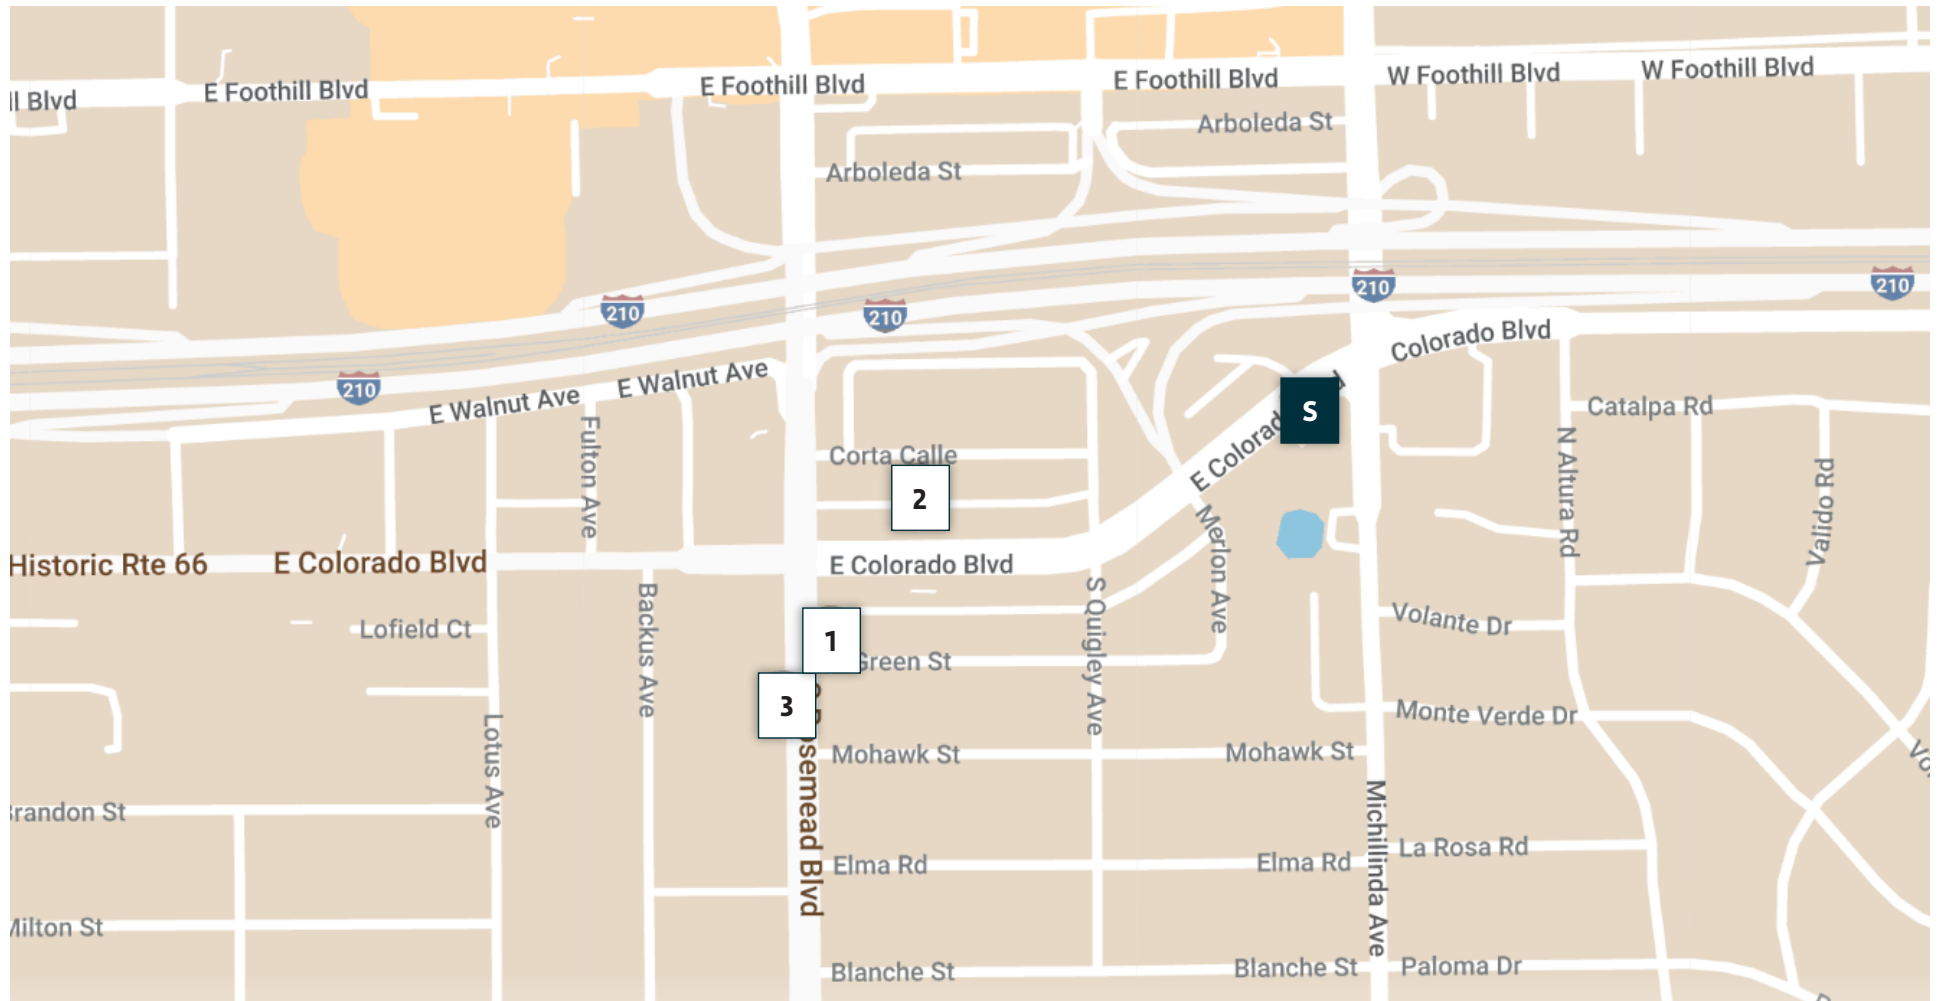 E Foothill Blvd
E Foothill Blvd
E Foothill Blvd
W Foothill Blvd
W Foothill Blvd
Blvd
Arboleda St
Arboleda St
210
210
210
210
210
Colorado Blvd
E Walnut Ave
E Walnut Ave
Fulton Ave
S
E Colorad
Catalpa Rd
N Altura Rd
Valido Rd
Corta Calle
2
Merlon Ave
Historic Rte 66
E Colorado Blvd
E Colorado Blvd
Backus Ave
S Quigley Ave
Lofield Ct
1
Green St
Volante Dr
3
semead Blvd
Monte Verde Dr
Lotus Ave
Mohawk St
Mohawk St
Michillinda Ave
randon St
Elma Rd
Elma Rd
La Rosa Rd
Milton St
Blanche St
Blanche St
Paloma Dr